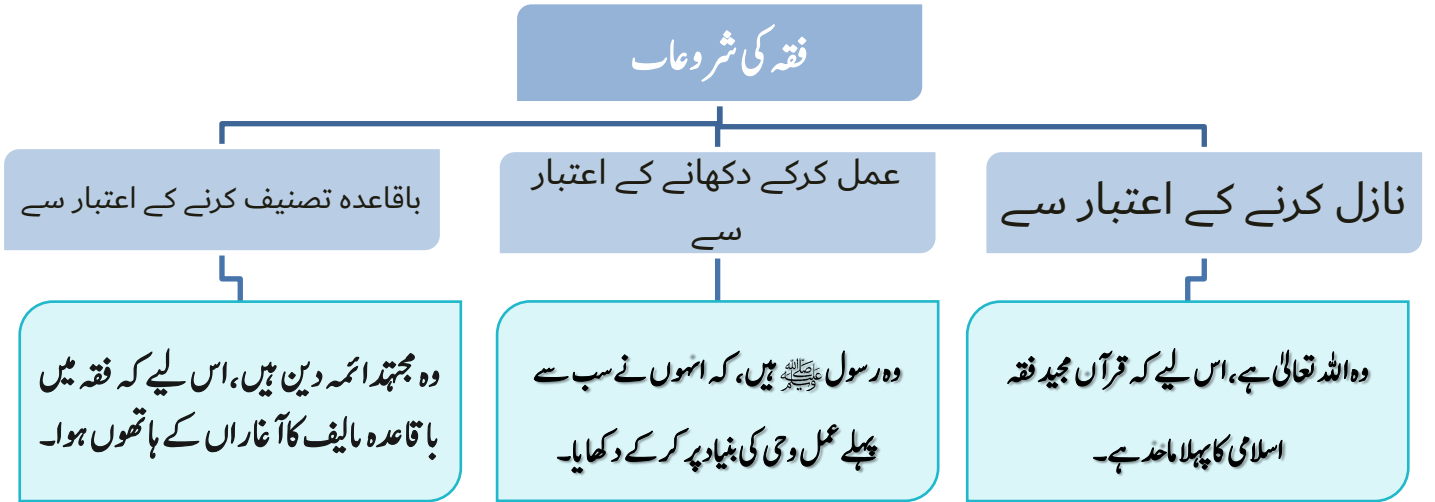 فقہ کی شروعات
نازل کرنے کے اعتبار سے
عمل کرکے دکھانے کے اعتبار
سے
باقاعدہ تصنیف کرنے کے اعتبار سے
وہ اللہ تعالیٰ ہے، اس لیے کہ قرآن مجید فقہ
اسلامی کا پہلا ماخذ ہے۔
وہ رسول ﷺ ہیں، کہ انہوں نے سب سے
پہلے عمل وحی کی بنیاد پر کر کے دکھایا۔
وہ مجتہد ائمہ دین ہیں، اس لیے کہ فقہ میں
باقاعدہ تالیف کا آغاز ان کے ہاتھوں ہوا۔